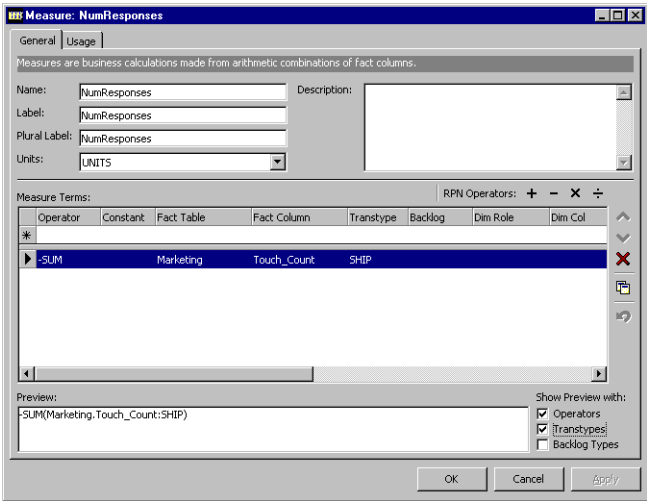 Measure: NumResponses
General
Usage
Measures are business calculations made from arithmetic combinations of fact columns.
Name: NumResponses
Description:
Label: NumResponses
Plural Label: NumResponses
Units: UNITS
Measure Terms:
RPN Operators: + − × ÷
Operator Constant Fact Table Fact Column Transtype Backlog Dim Role Dim Col
-SUM Marketing Touch_Count SHIP
Preview:
Show Preview with:
-SUM(Marketing.Touch_Count:SHIP)
Operators
Transtypes
Backlog Types
OK Cancel Apply